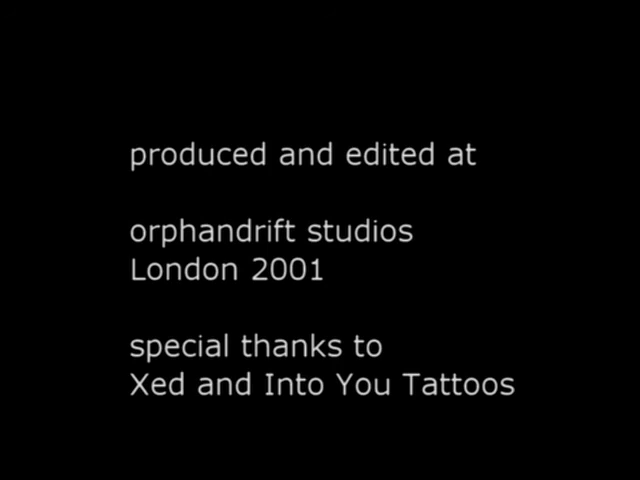 produced and edited at
orphandrift studios
London 2001
special thanks to
Xed and Into You Tattoos